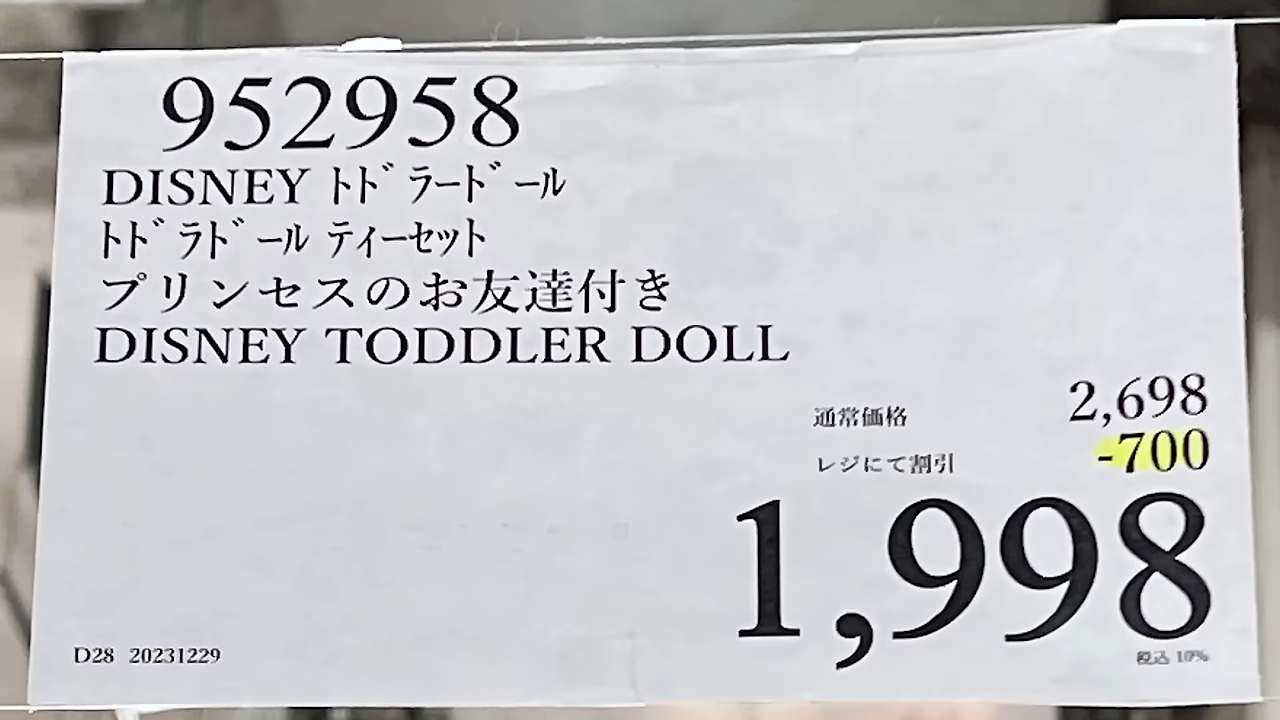 952958
DISNEY ﾄﾄﾞﾗｰﾄﾞｰﾙ
ﾄﾄﾞﾗﾄﾞｰﾙ ﾃｨｰｾｯﾄ
プリンセスのお友達付き
DISNEY TODDLER DOLL
通常価格 2,698
レジにて割引 -700
1,998
税込 10%
D28 20231229